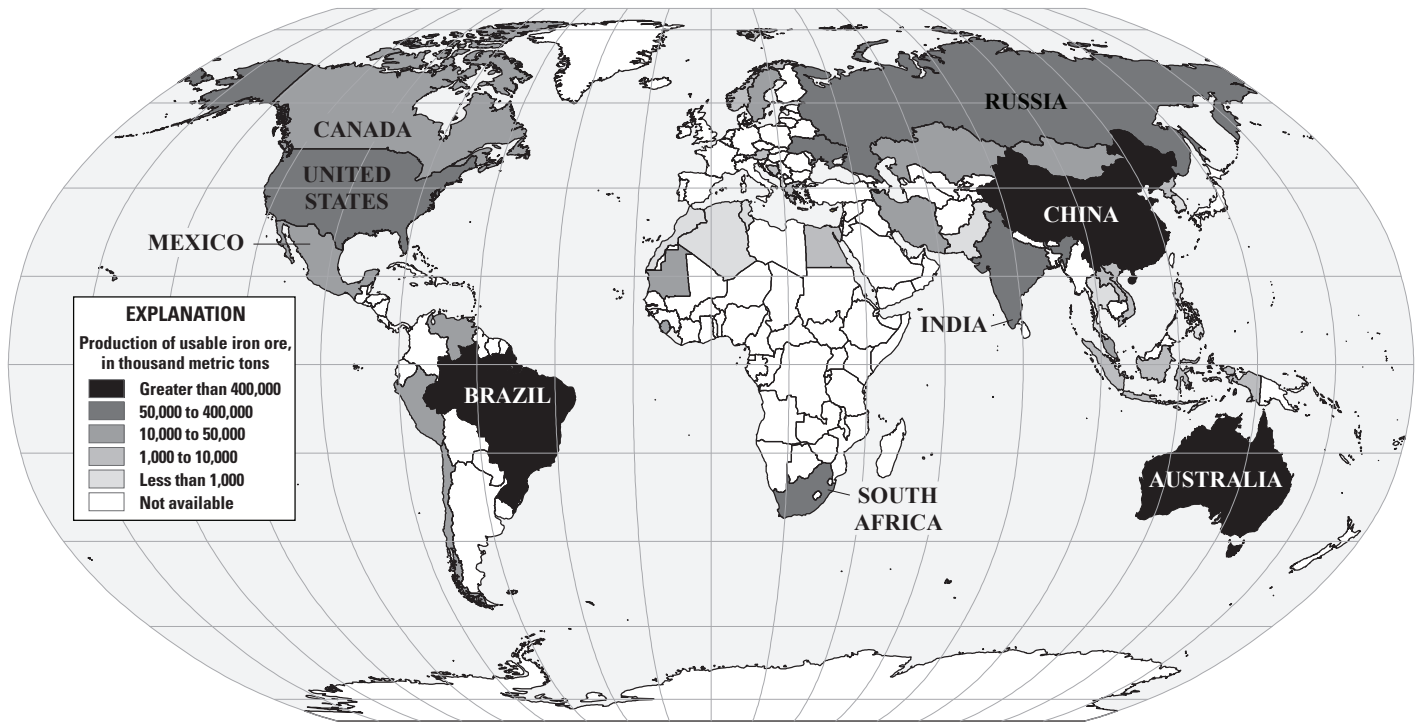 RUSSIA
CANADA
UNITED
STATES
CHINA
MEXICO
EXPLANATION
Production of usable iron ore,
in thousand metric tons
Greater than 400,000
50,000 to 400,000
10,000 to 50,000
1,000 to 10,000
Less than 1,000
Not available
INDIA
BRAZIL
AUSTRALIA
SOUTH
AFRICA